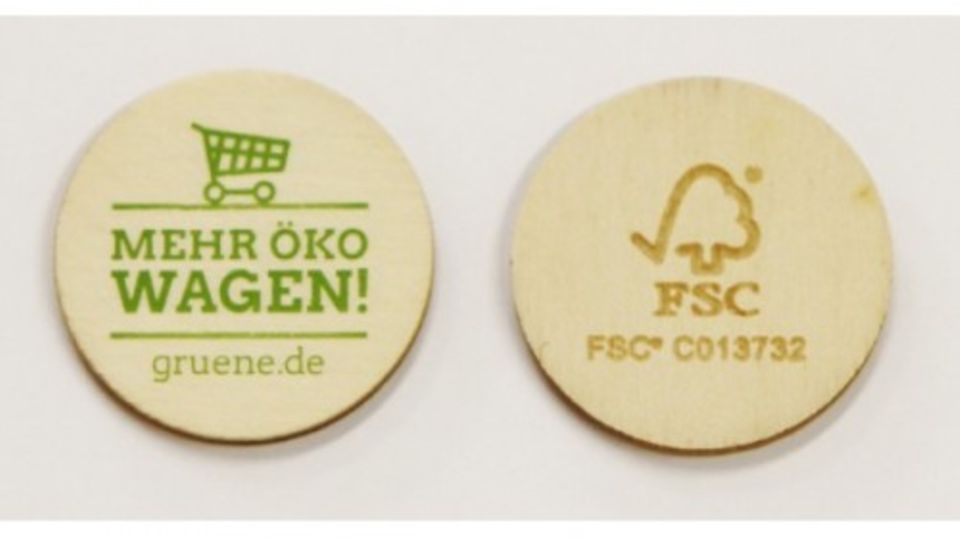 MEHR ÖKO
WAGEN!
gruene.de
FSC
FSC® C013732